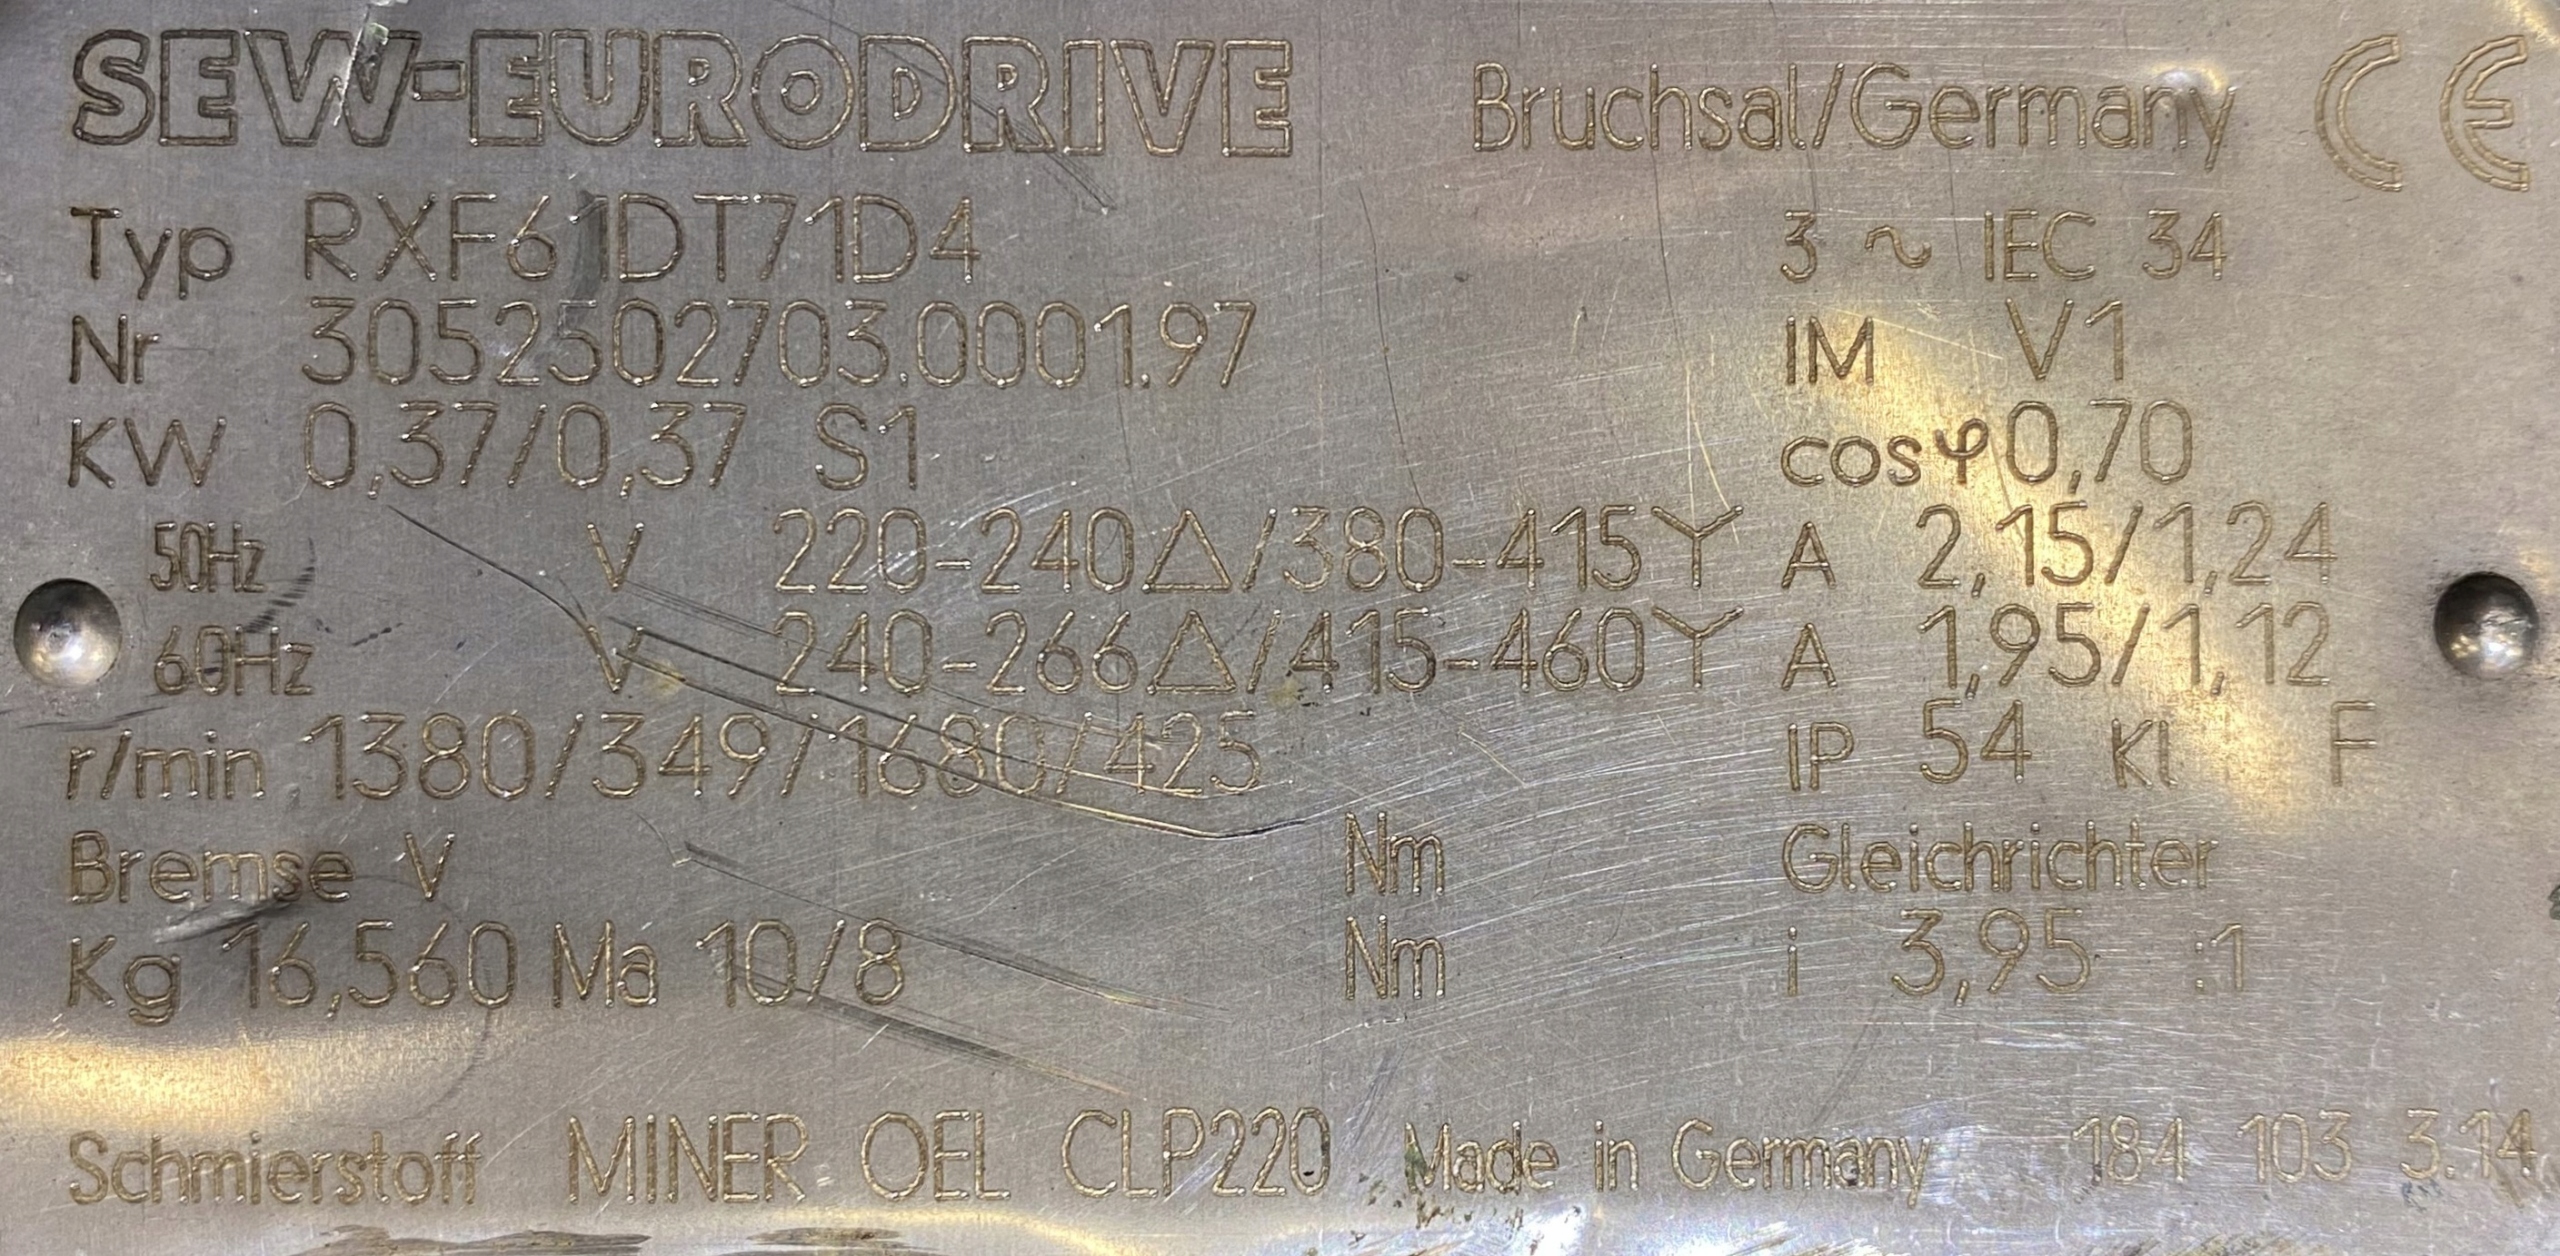 SEW-EURODRIVE Bruchsal/Germany CE
Typ RXF61DT71D4 3 ~ IEC 34
Nr 3052502703.0001.97 IM V1
KW 0,37/0,37 S1 cosφ 0,70
50Hz V 220-240△/380-415Y A 2,15/1,24
60Hz V 240-266△/415-460Y A 1,95/1,12
r/min 1380/349/1680/425 IP 54 Kl F
Bremse V Nm Gleichrichter
Kg 16,560 Ma 10/8 Nm i 3,95 :1
Schmierstoff MINER OEL CLP220 Made in Germany 184 103 3.14